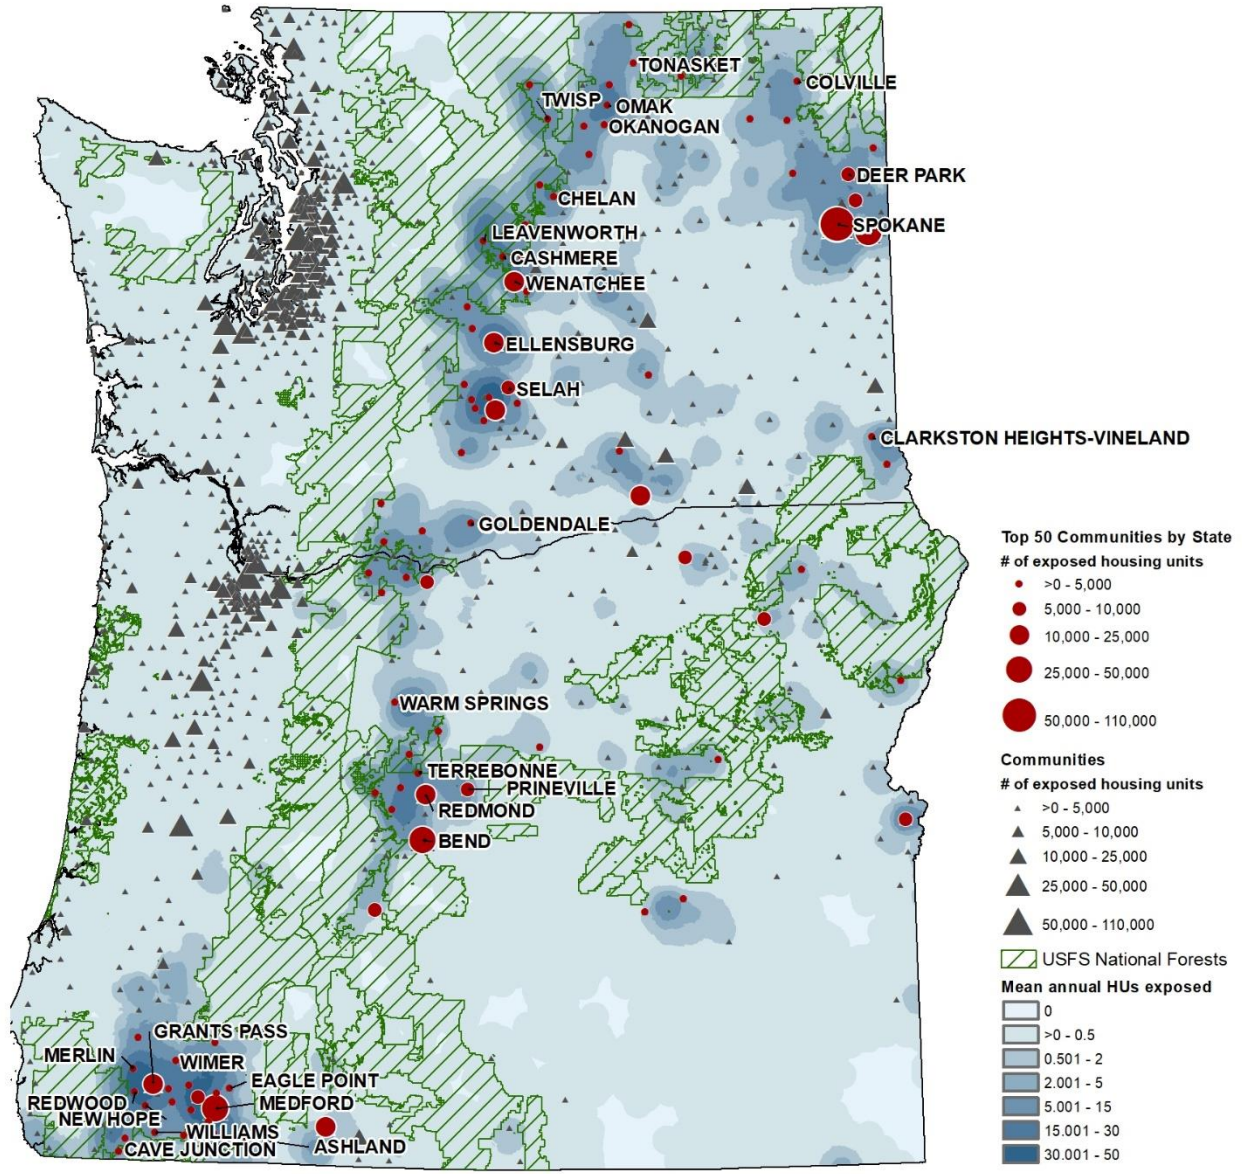 TONASKET
COLVILLE
TWISP
OMAK
OKANOGAN
DEER PARK
CHELAN
SPOKANE
LEAVENWORTH
CASHMERE
WENATCHEE
ELLENSBURG
SELAH
CLARKSTON HEIGHTS-VINELAND
GOLDENDALE
WARM SPRINGS
TERREBONNE
PRINEVILLE
REDMOND
BEND
GRANTS PASS
MERLIN
WIMER
EAGLE POINT
REDWOOD
MEDFORD
NEW HOPE
WILLIAMS
ASHLAND
CAVE JUNCTION
Top 50 Communities by State
# of exposed housing units
>0 - 5,000
5,000 - 10,000
10,000 - 25,000
25,000 - 50,000
50,000 - 110,000
Communities
# of exposed housing units
>0 - 5,000
5,000 - 10,000
10,000 - 25,000
25,000 - 50,000
50,000 - 110,000
USFS National Forests
Mean annual HUs exposed
0
>0 - 0.5
0.501 - 2
2.001 - 5
5.001 - 15
15.001 - 30
30.001 - 50